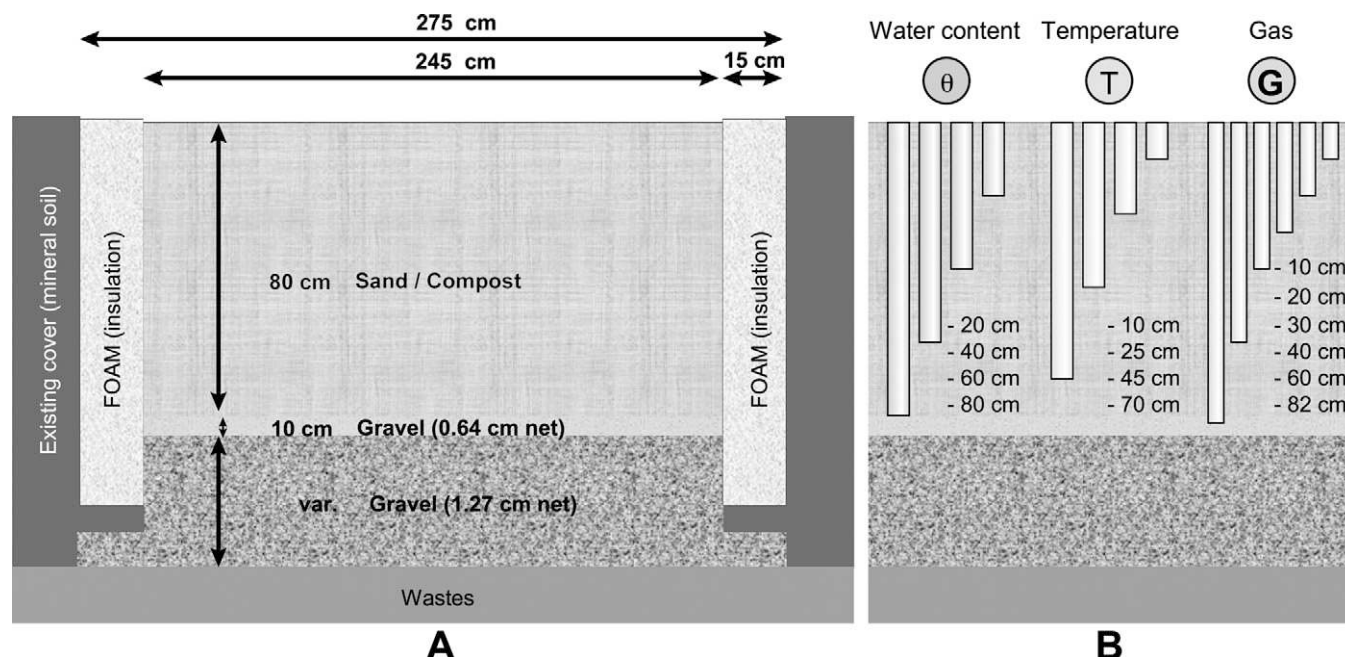 275 cm
245 cm
15 cm
Existing cover (mineral soil)
FOAM (insulation)
80 cm Sand / Compost
10 cm Gravel (0.64 cm net)
var. Gravel (1.27 cm net)
FOAM (insulation)
Wastes
A
Water content Temperature Gas
θ T G
- 20 cm
- 40 cm
- 60 cm
- 80 cm
- 10 cm
- 25 cm
- 45 cm
- 70 cm
- 10 cm
- 20 cm
- 30 cm
- 40 cm
- 60 cm
- 82 cm
B